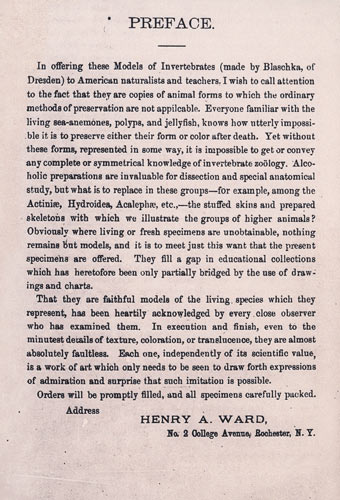 PREFACE.
In offering these Models of Invertebrates (made by Blaschka, of
Dresden) to American naturalists and teachers. I wish to call attention
to the fact that they are copies of animal forms to which the ordinary
methods of preservation are not applicable. Everyone familiar with the
living sea-anemones, polyps, and jellyfish, knows how utterly impossi-
ble it is to preserve either their form or color after death. Yet without
these forms, represented in some way, it is impossible to get or convey
any complete or symmetrical knowledge of invertebrate zoölogy. Alco-
holic preparations are invaluable for dissection and special anatomical
study, but what is to replace in these groups—for example, among the
Actiniæ, Hydroidea, Acalephæ, etc.,—the stuffed skins and prepared
skeletons with which we illustrate the groups of higher animals?
Obviously where living or fresh specimens are unobtainable, nothing
remains but models, and it is to meet just this want that the present
specimens are offered. They fill a gap in educational collections
which has heretofore been only partially bridged by the use of draw-
ings and charts.
That they are faithful models of the living species which they
represent, has been heartily acknowledged by every close observer
who has examined them. In execution and finish, even to the
minutest details of texture, coloration, or translucence, they are almost
absolutely faultless. Each one, independently of its scientific value,
is a work of art which only needs to be seen to draw forth expressions
of admiration and surprise that such imitation is possible.
Orders will be promptly filled, and all specimens carefully packed.
Address
HENRY A. WARD,
No. 2 College Avenue, Rochester, N. Y.